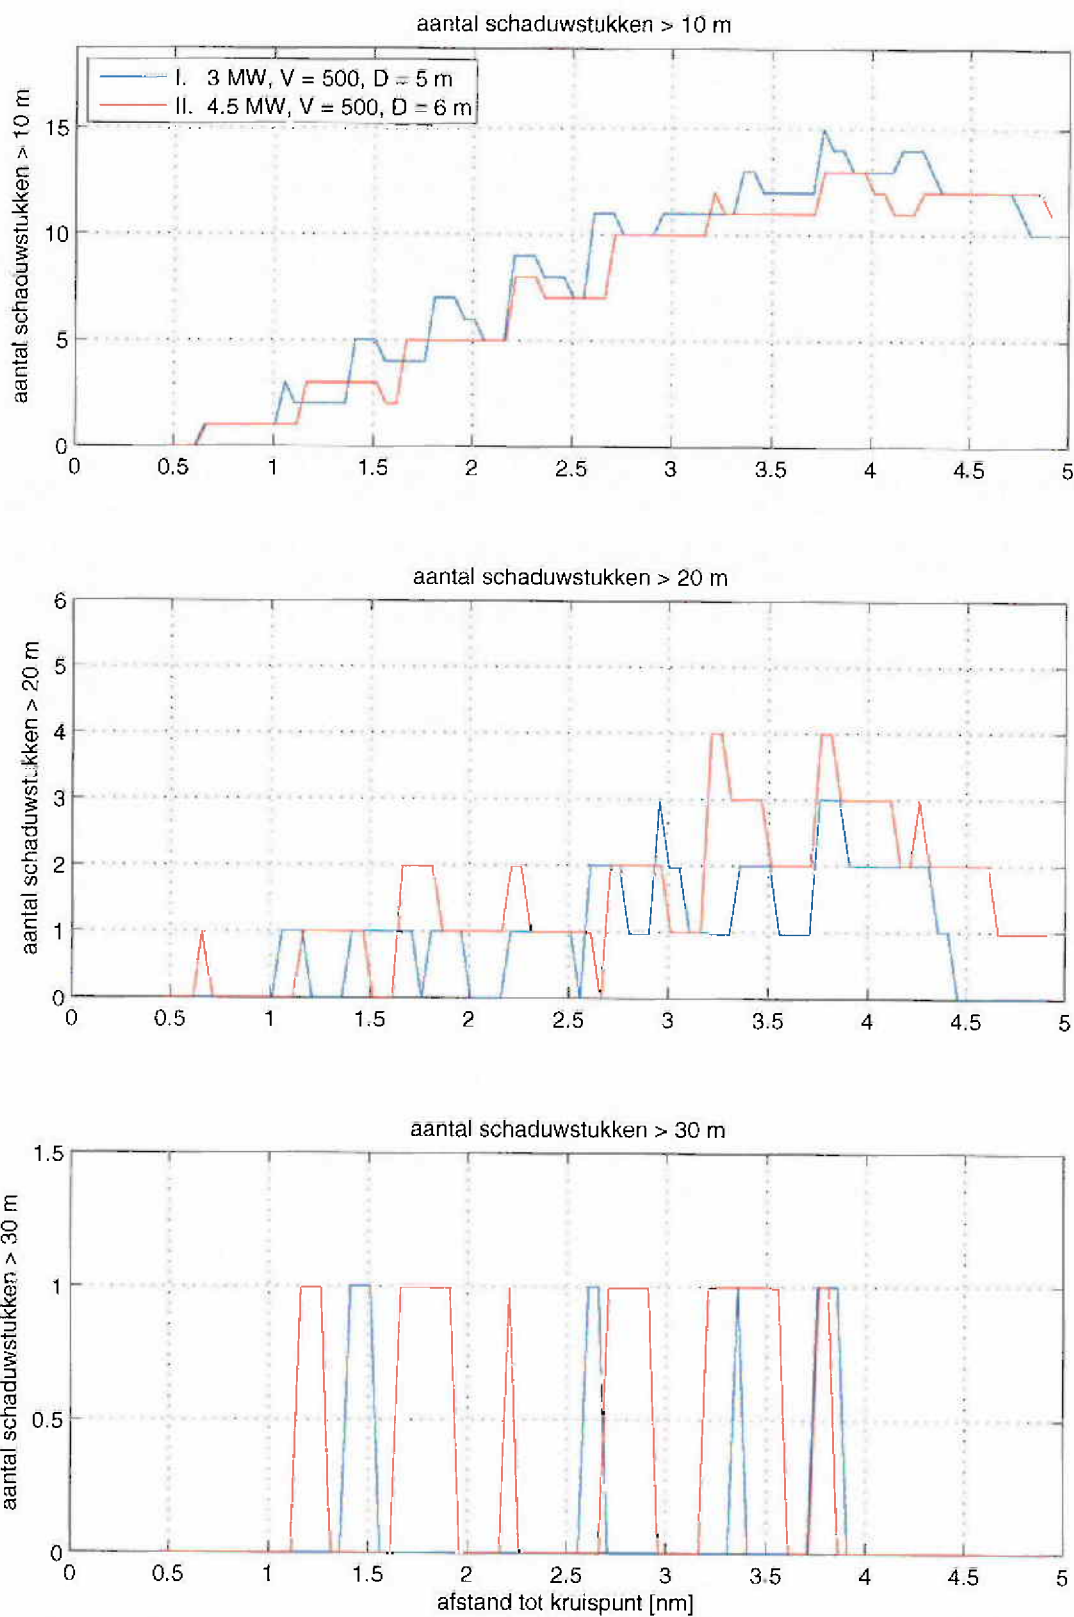 aantal schaduwstukken > 10 m
I. 3 MW, V = 500, D = 5 m
II. 4.5 MW, V = 500, D = 6 m
aantal schaduwstukken > 10 m
15
10
5
0
0 0.5 1 1.5 2 2.5 3 3.5 4 4.5 5
aantal schaduwstukken > 20 m
aantal schaduwstukken > 20 m
6
5
4
3
2
1
0
0 0.5 1 1.5 2 2.5 3 3.5 4 4.5 5
aantal schaduwstukken > 30 m
aantal schaduwstukken > 30 m
1.5
1
0.5
0
0 0.5 1 1.5 2 2.5 3 3.5 4 4.5 5
afstand tot kruispunt [nm]